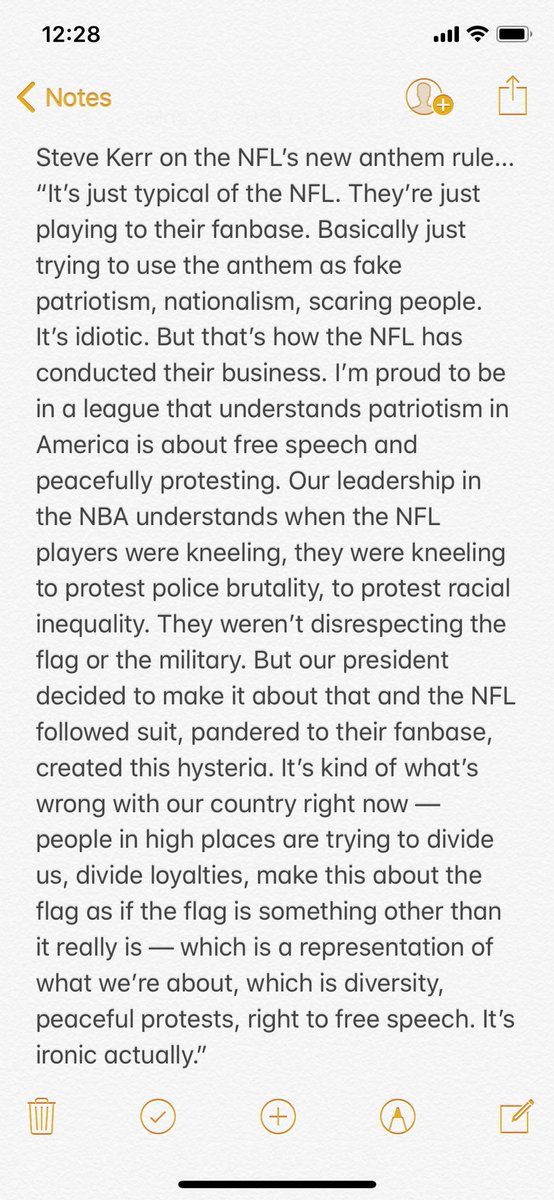 12:28
Notes
Steve Kerr on the NFL’s new anthem rule...
“It’s just typical of the NFL. They’re just
playing to their fanbase. Basically just
trying to use the anthem as fake
patriotism, nationalism, scaring people.
It’s idiotic. But that’s how the NFL has
conducted their business. I’m proud to be
in a league that understands patriotism in
America is about free speech and
peacefully protesting. Our leadership in
the NBA understands when the NFL
players were kneeling, they were kneeling
to protest police brutality, to protest racial
inequality. They weren’t disrespecting the
flag or the military. But our president
decided to make it about that and the NFL
followed suit, pandered to their fanbase,
created this hysteria. It’s kind of what’s
wrong with our country right now —
people in high places are trying to divide
us, divide loyalties, make this about the
flag as if the flag is something other than
it really is — which is a representation of
what we’re about, which is diversity,
peaceful protests, right to free speech. It’s
ironic actually.”